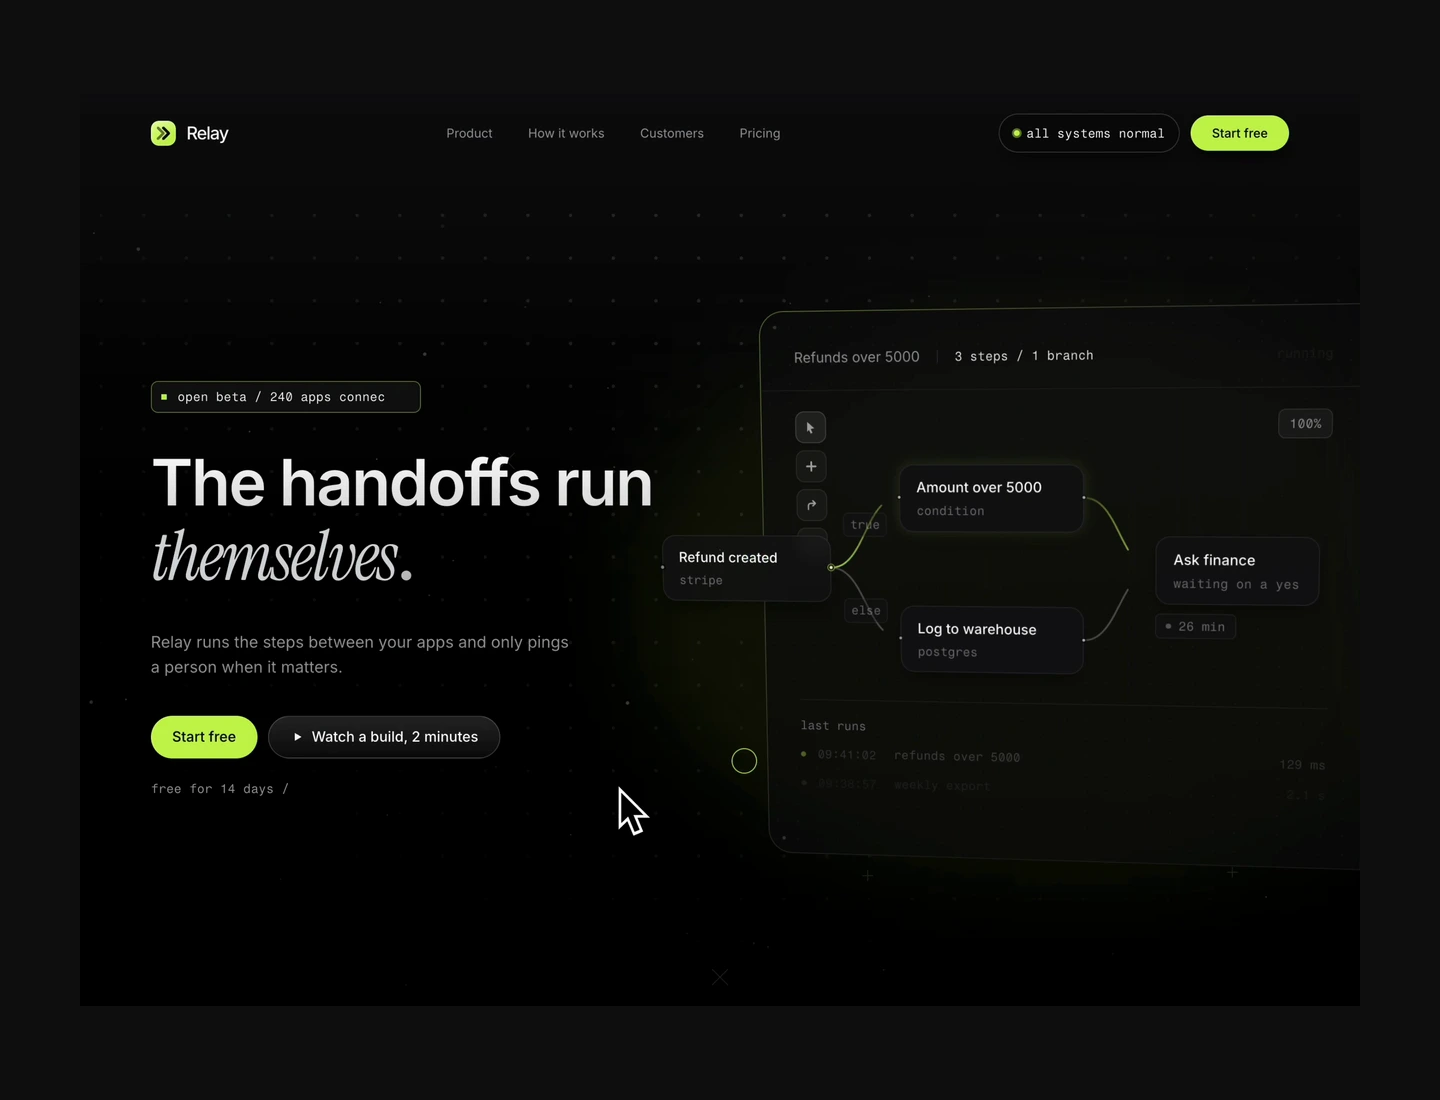 Relay
Product
How it works
Customers
Pricing
all systems normal
Start free
open beta / 240 apps connec
The handoffs run
themselves.
Relay runs the steps between your apps and only pings
a person when it matters.
Start free
Watch a build, 2 minutes
free for 14 days /
Refunds over 5000
3 steps / 1 branch
running
100%
Amount over 5000
condition
true
Refund created
stripe
else
Log to warehouse
postgres
Ask finance
waiting on a yes
26 min
last runs
09:41:02 refunds over 5000 129 ms
weekly export